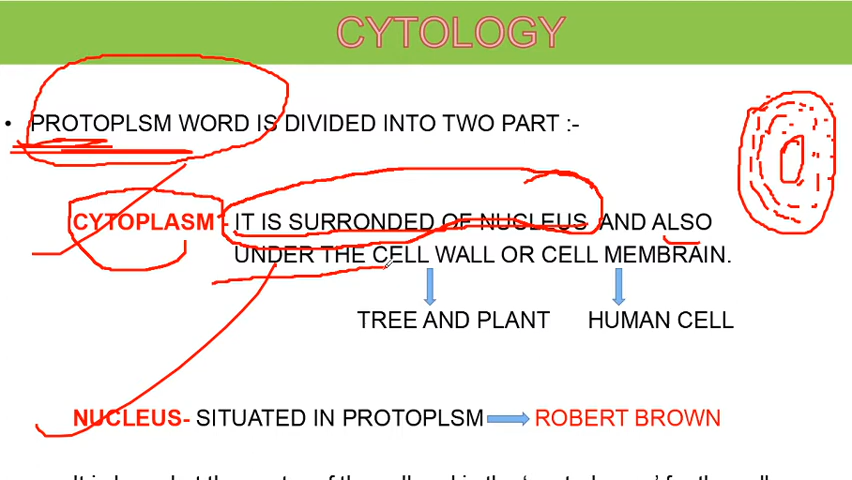 CYTOLOGY
• PROTOPLSM WORD IS DIVIDED INTO TWO PART :-
CYTOPLASM - IT IS SURRONDED OF NUCLEUS AND ALSO
UNDER THE CELL WALL OR CELL MEMBRAIN.
TREE AND PLANT HUMAN CELL
NUCLEUS- SITUATED IN PROTOPLSM ROBERT BROWN